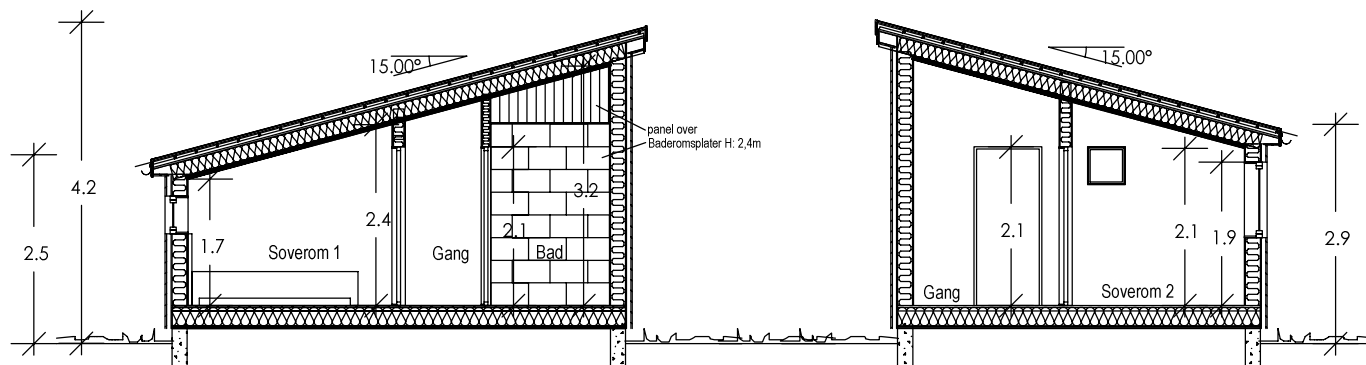 15.00°
15.00°
panel over
Baderomsplater H: 2,4m
4.2
2.5
1.7
Soverom 1
2.4
Gang
2.1
Bad
3.2
2.1
Gang
Soverom 2
2.1
1.9
2.9